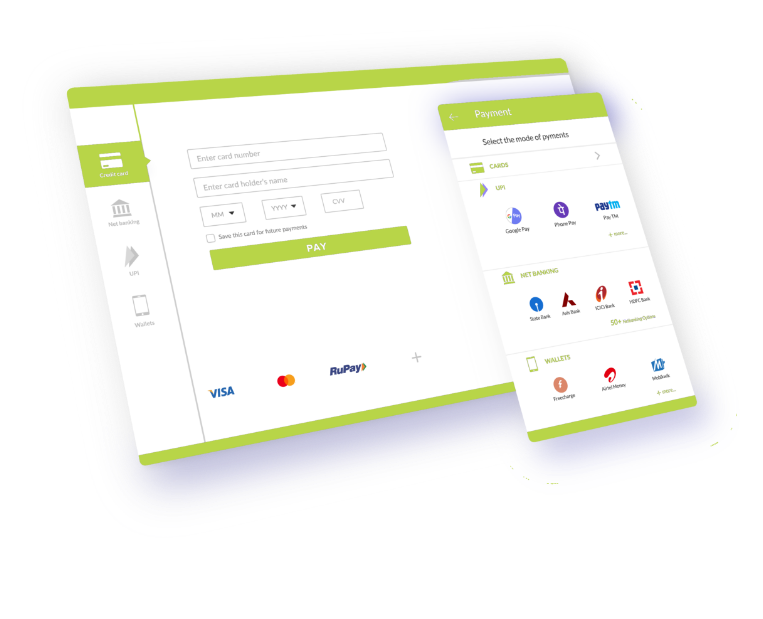 Credit card
Net banking
UPI
Wallets
Enter card number
Enter card holder's name
MM
YYYY
CVV
Save this card for future payments
PAY
VISA
RuPay
Payment
Select the mode of pyments
CARDS
UPI
G Pay
Google Pay
Phone Pay
paytm
Pay TM
+ more...
NET BANKING
State Bank
Axis Bank
ICICI Bank
HDFC Bank
50+ Netbanking Options
WALLETS
Freecharge
Airtel Money
Mobikwik
+ more...